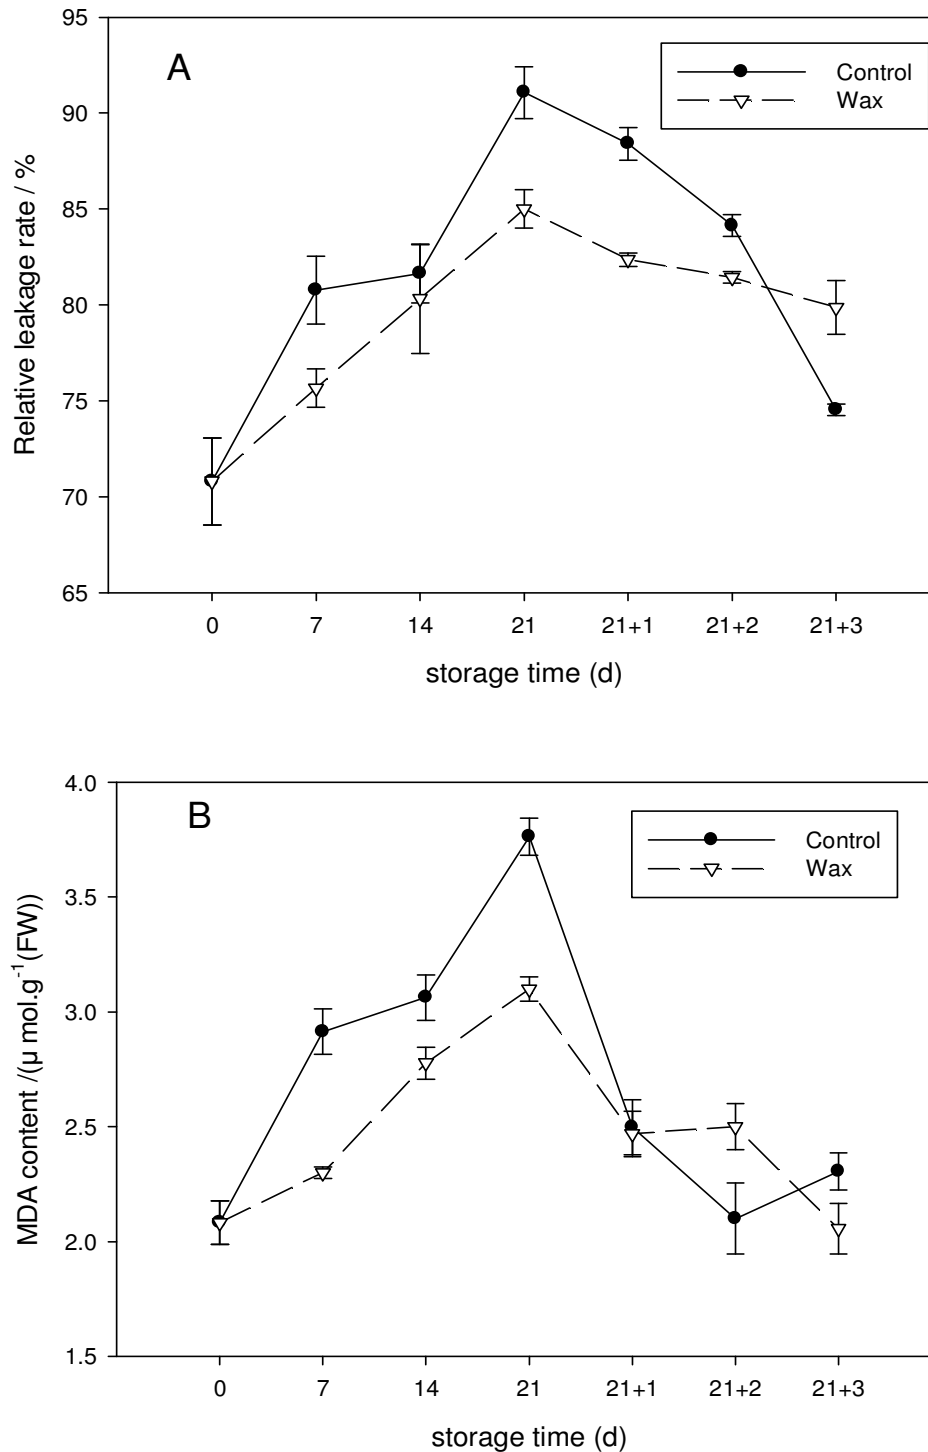 A
Control
Wax
95
90
85
80
75
70
65
Relative leakage rate / %
0 7 14 21 21+1 21+2 21+3
storage time (d)
B
Control
Wax
4.0
3.5
3.0
2.5
2.0
1.5
MDA content /(μ mol.g⁻¹(FW))
0 7 14 21 21+1 21+2 21+3
storage time (d)